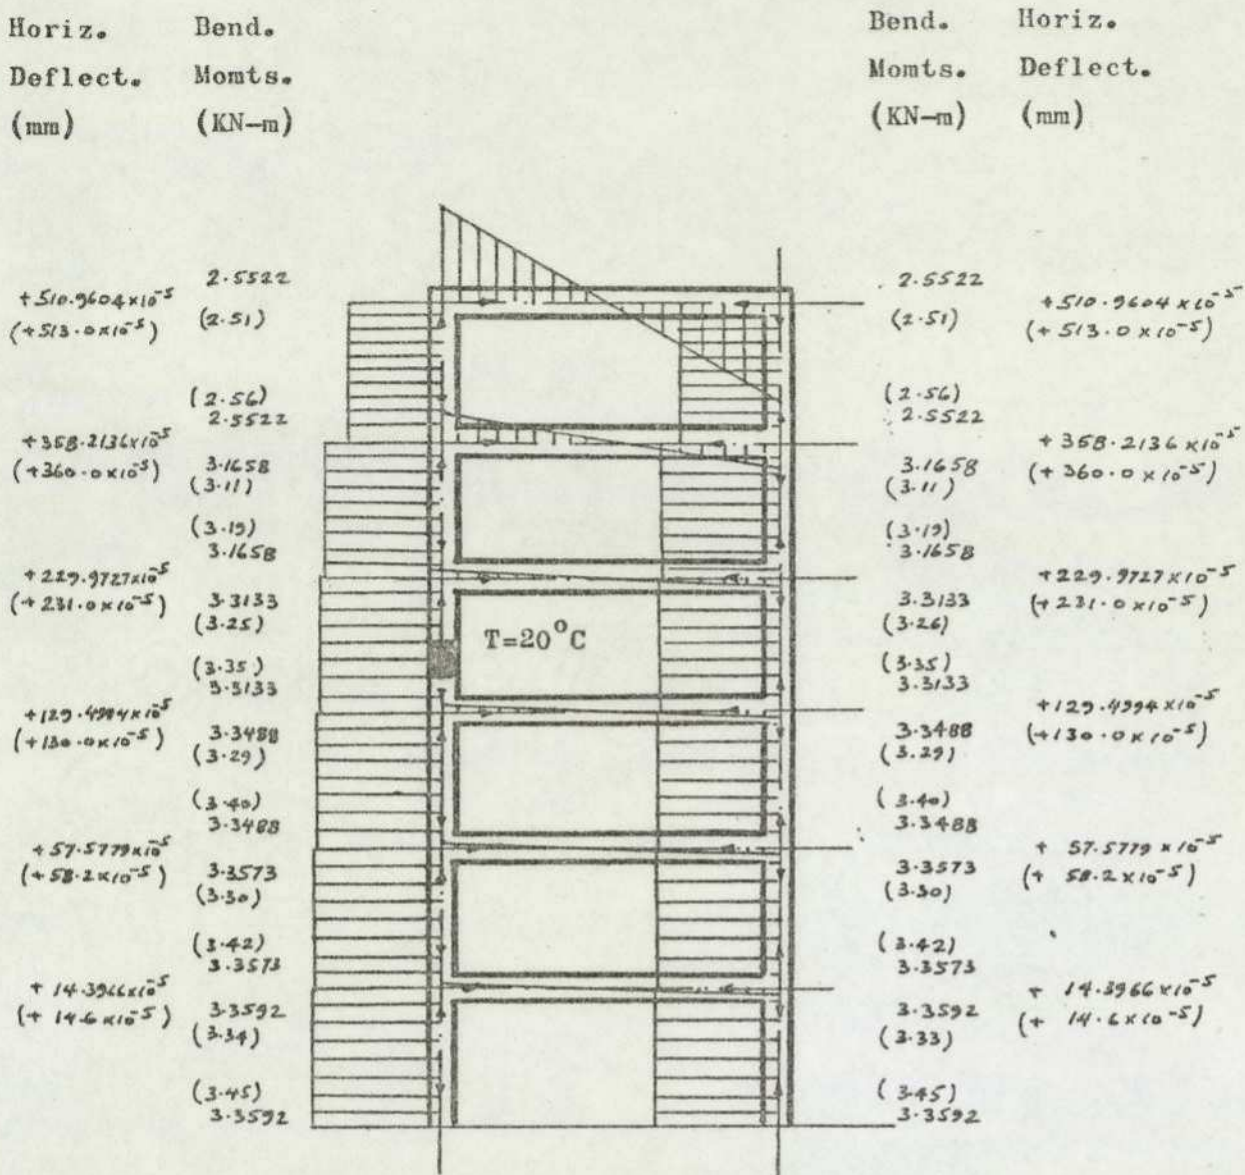 Horiz. Bend. Bend. Horiz.
Deflect. Momts. Momts. Deflect.
(mm) (KN-m) (KN-m) (mm)
2.5522 2.5522
+510.9604×10⁻⁵ +510.9604×10⁻⁵
(+513.0×10⁻⁵) (2.51) (2.51) (+513.0×10⁻⁵)
(2.56) (2.56)
2.5522 2.5522
+358.2136×10⁻⁵ +358.2136×10⁻⁵
(+360.0×10⁻⁵) 3.1658 3.1658 (+360.0×10⁻⁵)
(3.11) (3.11)
(3.19) (3.19)
3.1658 3.1658
+229.9727×10⁻⁵ +229.9727×10⁻⁵
(+231.0×10⁻⁵) 3.3133 3.3133 (+231.0×10⁻⁵)
(3.25) (3.26)
T=20°C
(3.35) (3.35)
3.3133 3.3133
+129.4994×10⁻⁵ +129.4994×10⁻⁵
(+130.0×10⁻⁵) 3.3488 3.3488 (+130.0×10⁻⁵)
(3.29) (3.29)
(3.40) (3.40)
3.3488 3.3488
+57.5779×10⁻⁵ + 57.5779×10⁻⁵
(+58.2×10⁻⁵) 3.3573 3.3573 (+ 58.2×10⁻⁵)
(3.30) (3.30)
(3.42) (3.42)
3.3573 3.3573
+ 14.3966×10⁻⁵ + 14.3966×10⁻⁵
(+ 14.6×10⁻⁵) 3.3592 3.3592 (+ 14.6×10⁻⁵)
(3.34) (3.33)
(3.45) (3.45)
3.3592 3.3592